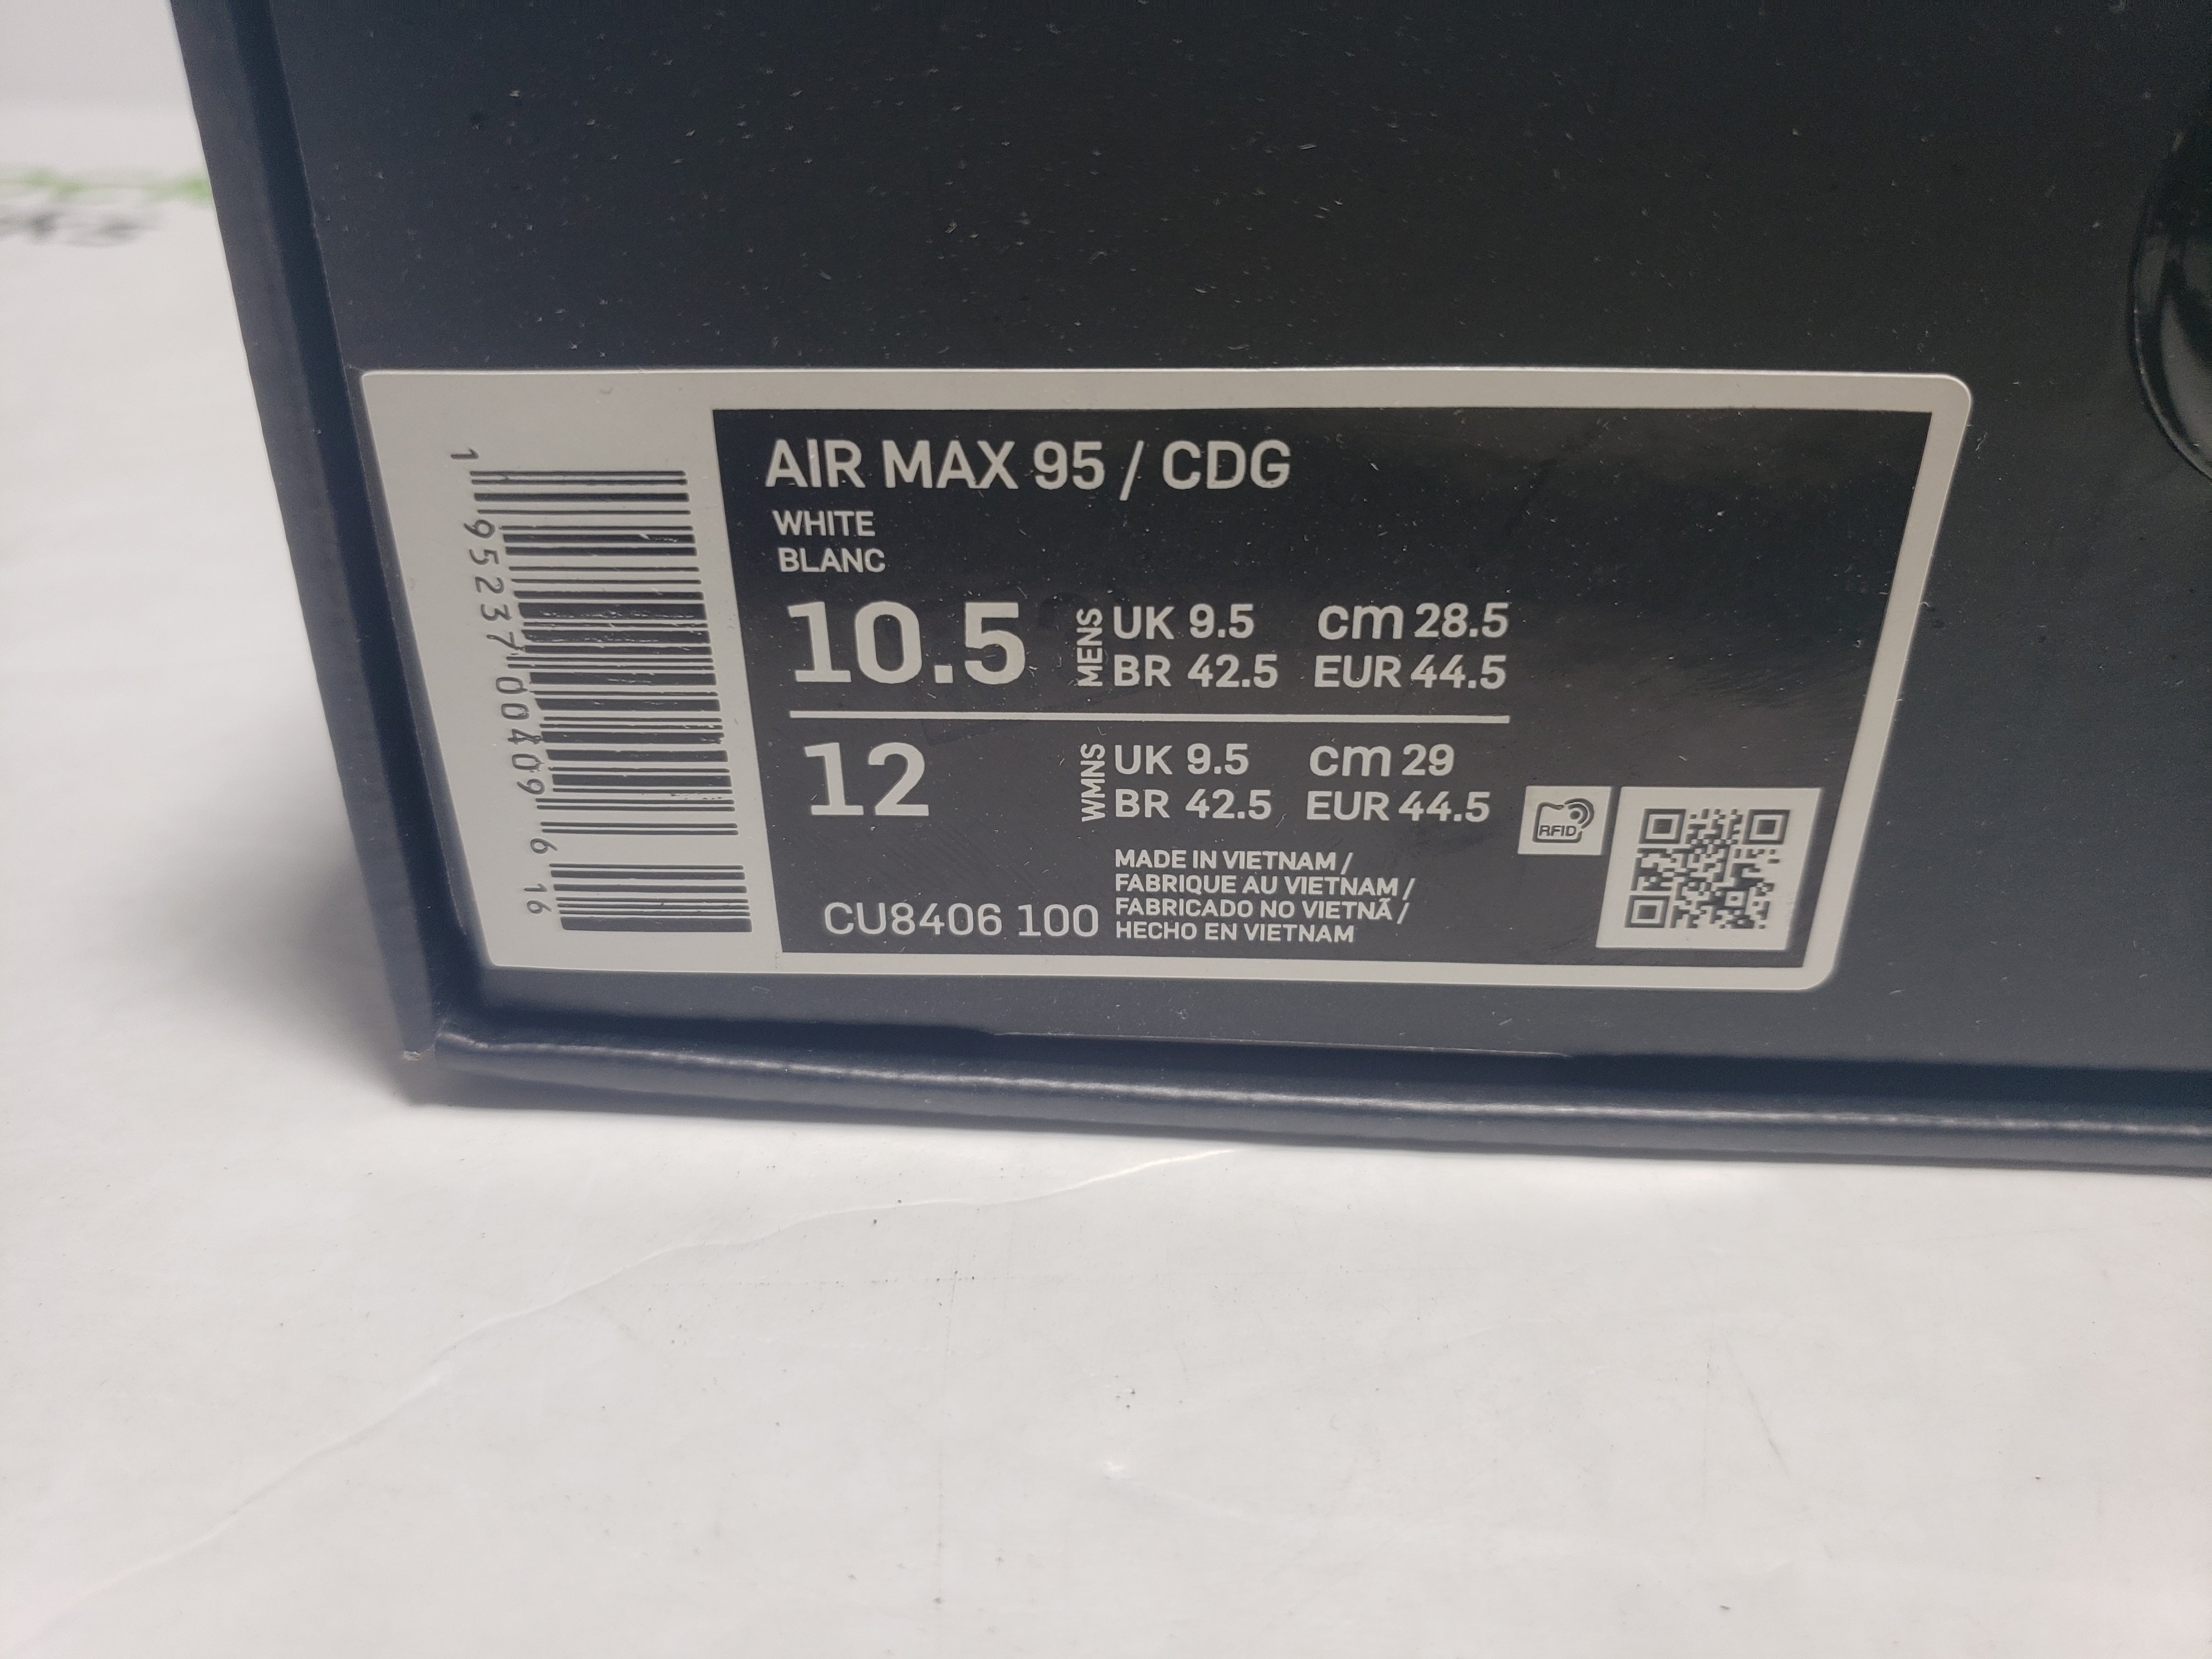 AIR MAX 95 / CDG
WHITE
BLANC
10.5 MENS UK 9.5 cm 28.5
BR 42.5 EUR 44.5
12 WMNS UK 9.5 cm 29
BR 42.5 EUR 44.5
RFID
MADE IN VIETNAM /
FABRIQUE AU VIETNAM /
FABRICADO NO VIETNÃ /
HECHO EN VIETNAM
CU8406 100
1 95237 00409 6 16